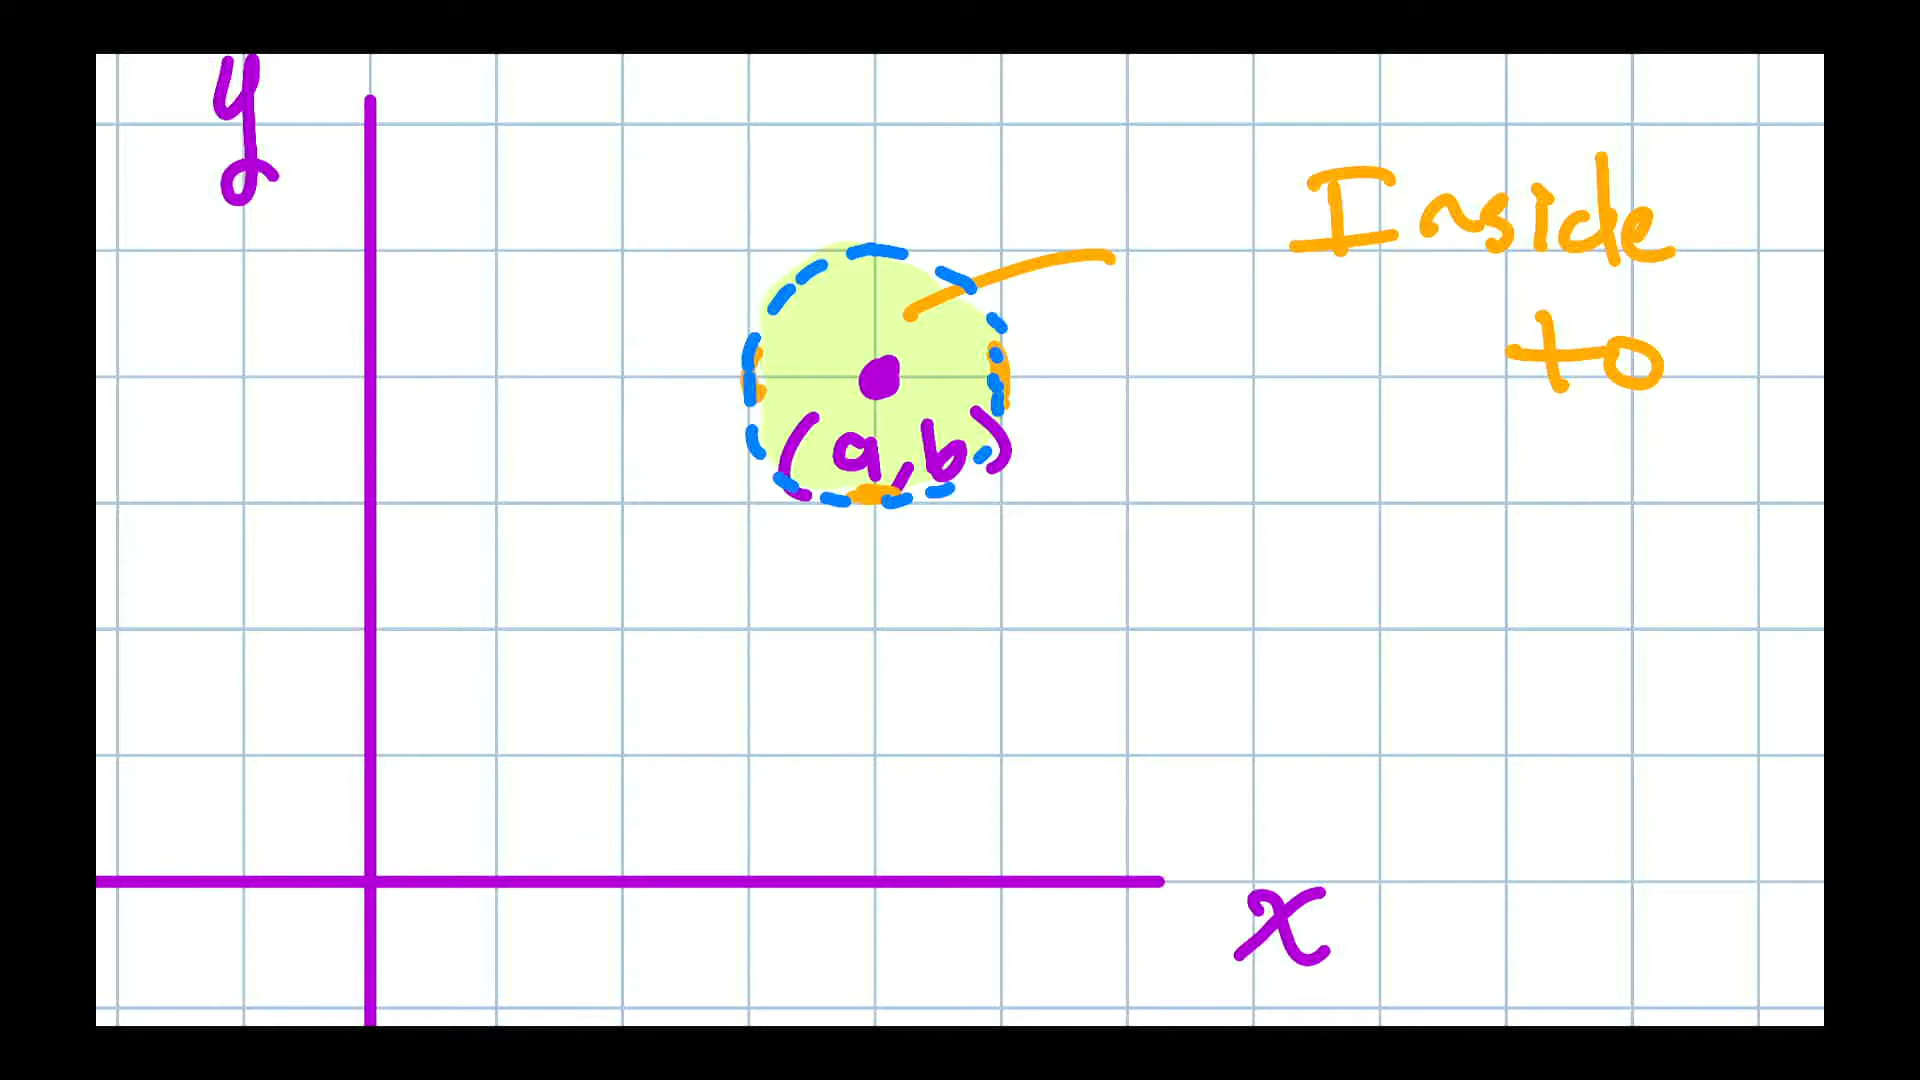 y
Inside
to
(a,b)
x